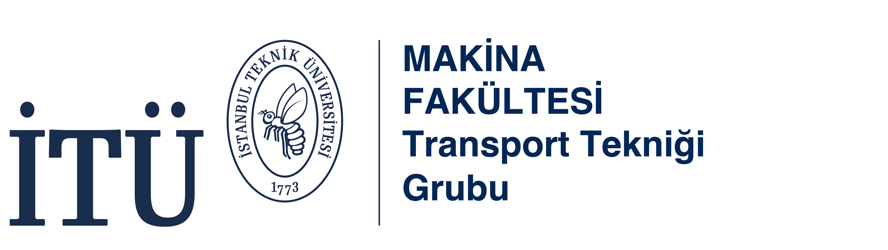 İTÜ
İSTANBUL TEKNİK ÜNİVERSİTESİ
1773
MAKİNA
FAKÜLTESİ
Transport Tekniği
Grubu